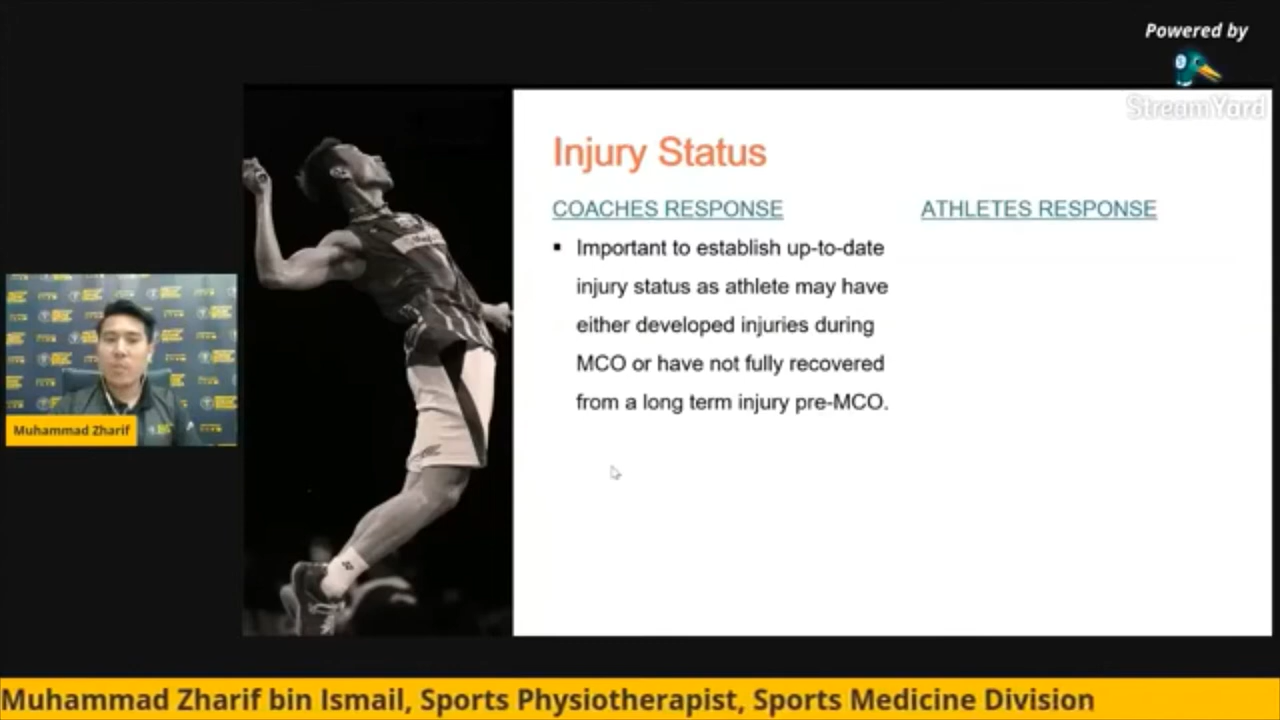 Powered by
StreamYard
Injury Status
COACHES RESPONSE
ATHLETES RESPONSE
▪ Important to establish up-to-date
injury status as athlete may have
either developed injuries during
MCO or have not fully recovered
from a long term injury pre-MCO.
Muhammad Zharif
Muhammad Zharif bin Ismail, Sports Physiotherapist, Sports Medicine Division